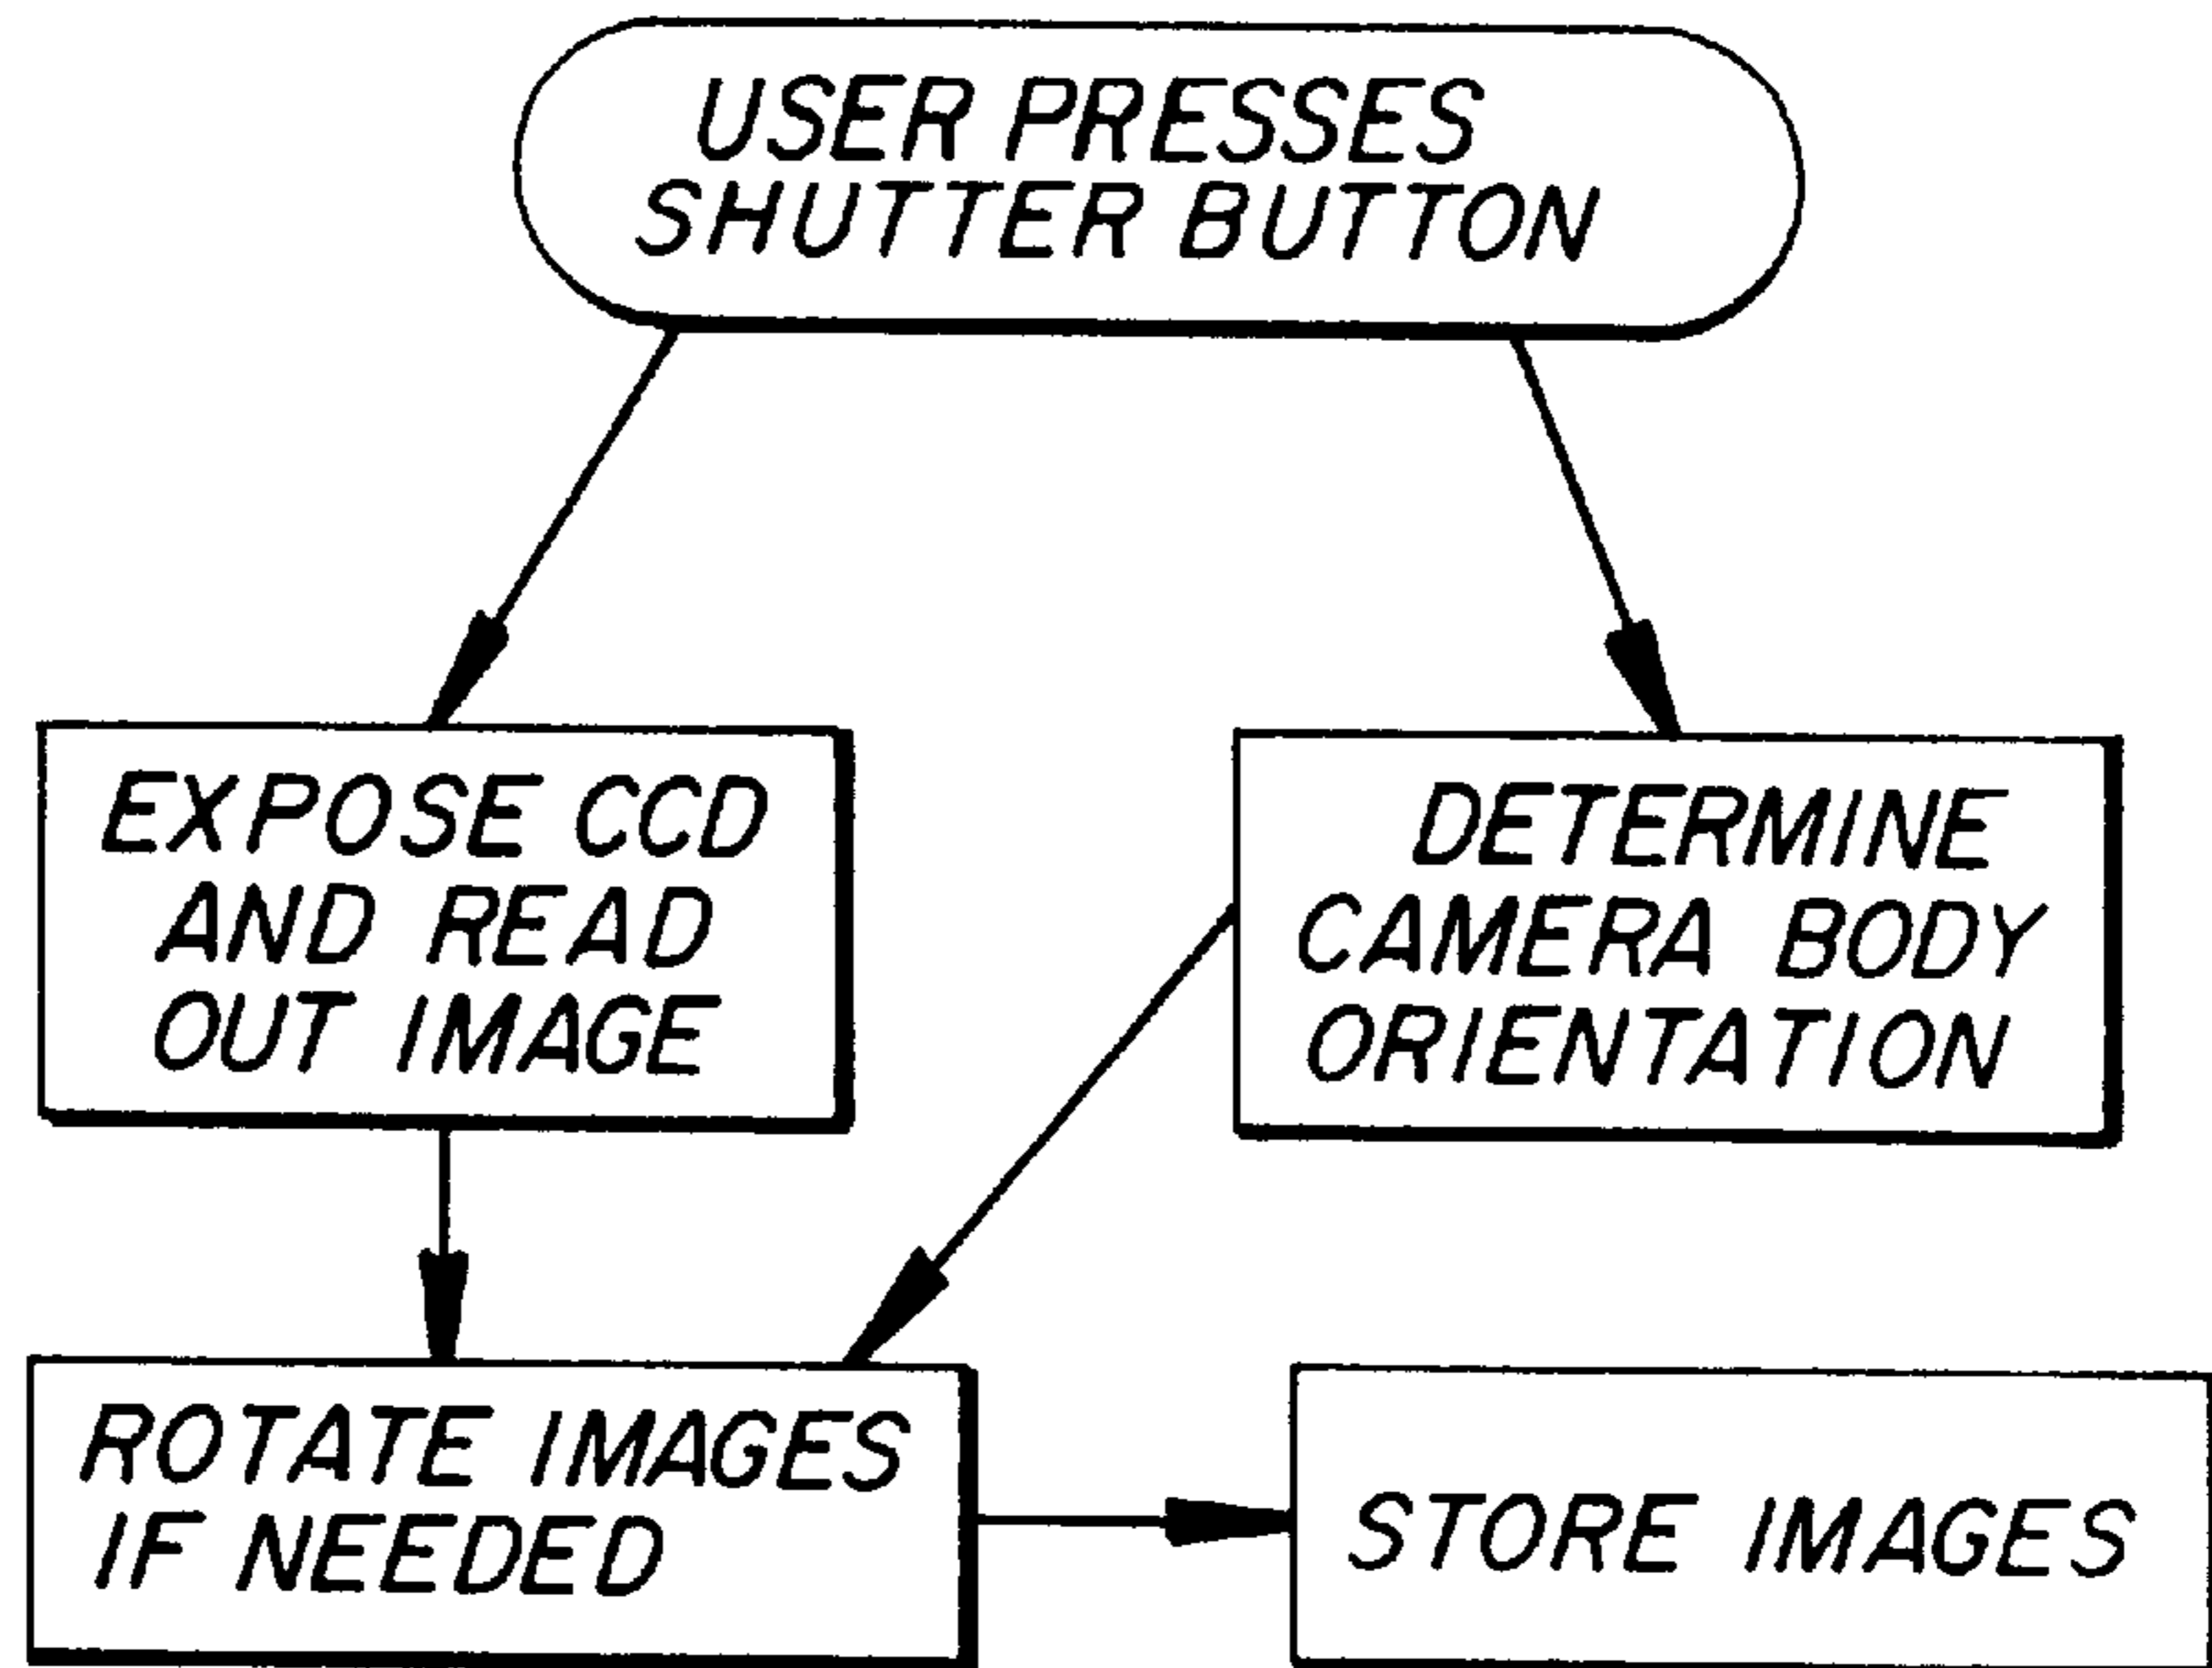 USER PRESSES
SHUTTER BUTTON
EXPOSE CCD
AND READ
OUT IMAGE
DETERMINE
CAMERA BODY
ORIENTATION
ROTATE IMAGES
IF NEEDED
STORE IMAGES